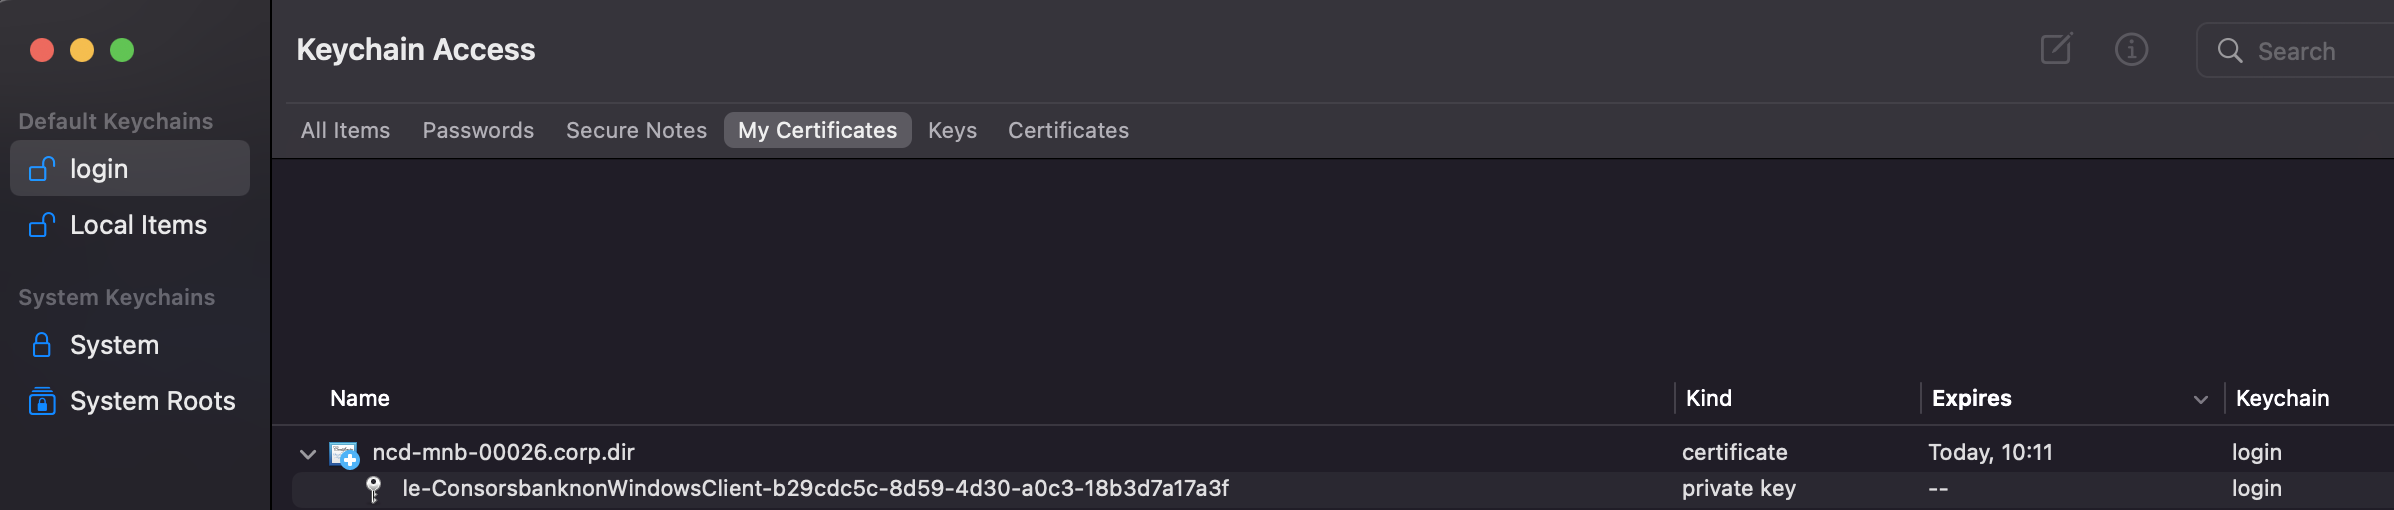 Keychain Access
Search
Default Keychains
login
Local Items
System Keychains
System
System Roots
All Items Passwords Secure Notes My Certificates Keys Certificates
Name Kind Expires Keychain
ncd-mnb-00026.corp.dir certificate Today, 10:11 login
le-ConsorsbanknonWindowsClient-b29cdc5c-8d59-4d30-a0c3-18b3d7a17a3f private key -- login